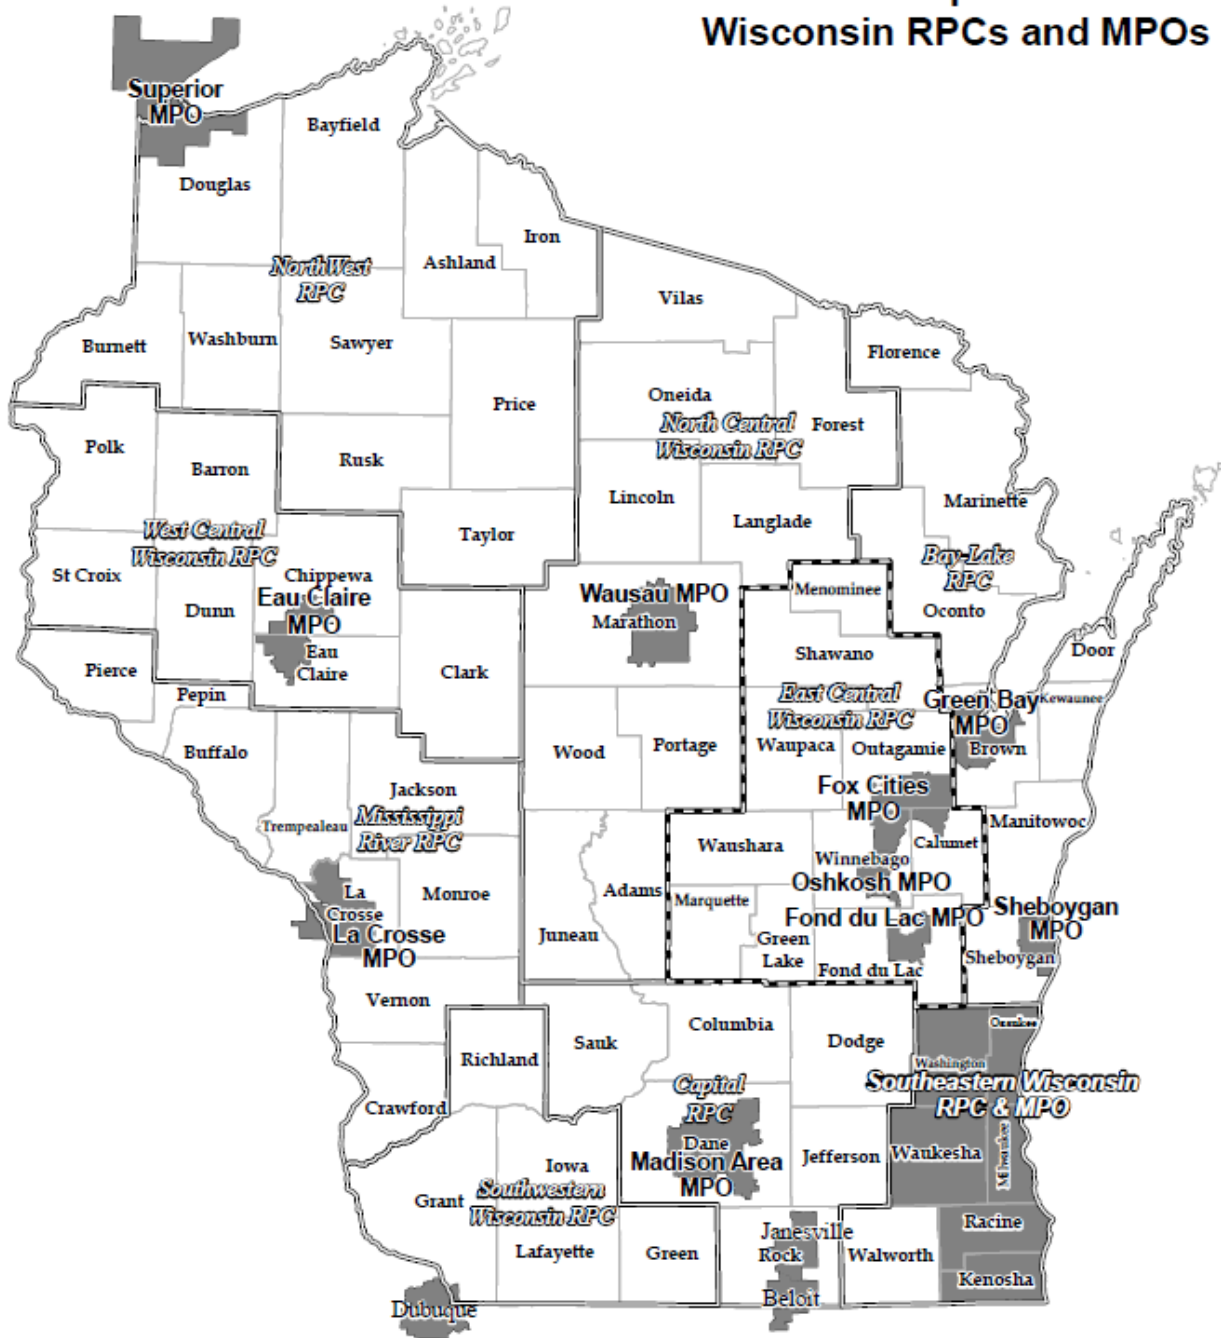 Wisconsin RPCs and MPOs
Superior
MPO
Bayfield
Douglas
Iron
Ashland
NorthWest
RPC
Vilas
Burnett
Washburn
Sawyer
Florence
Price
Oneida
North Central
Wisconsin RPC
Forest
Polk
Barron
Rusk
Lincoln
Langlade
Marinette
West Central
Wisconsin RPC
Taylor
Bay-Lake
RPC
St Croix
Dunn
Chippewa
Eau Claire
MPO
Eau
Claire
Wausau MPO
Marathon
Menominee
Oconto
Shawano
Door
Pierce
Pepin
Clark
East Central
Wisconsin RPC
Green Bay
MPO
Kewaunee
Brown
Buffalo
Wood
Portage
Waupaca
Outagamie
Jackson
Fox Cities
MPO
Trempealeau
Mississippi
River RPC
Manitowoc
Waushara
Winnebago
Calumet
Oshkosh MPO
La
Crosse
La Crosse
MPO
Monroe
Adams
Juneau
Marquette
Green
Lake
Fond du Lac MPO
Fond du Lac
Sheboygan
MPO
Sheboygan
Vernon
Columbia
Dodge
Sauk
Richland
Ozaukee
Washington
Southeastern Wisconsin
RPC & MPO
Crawford
Capital
RPC
Dane
Madison Area
MPO
Jefferson
Waukesha
Milwaukee
Iowa
Grant
Southwestern
Wisconsin RPC
Lafayette
Green
Janesville
Rock
Beloit
Walworth
Racine
Kenosha
Dubuque